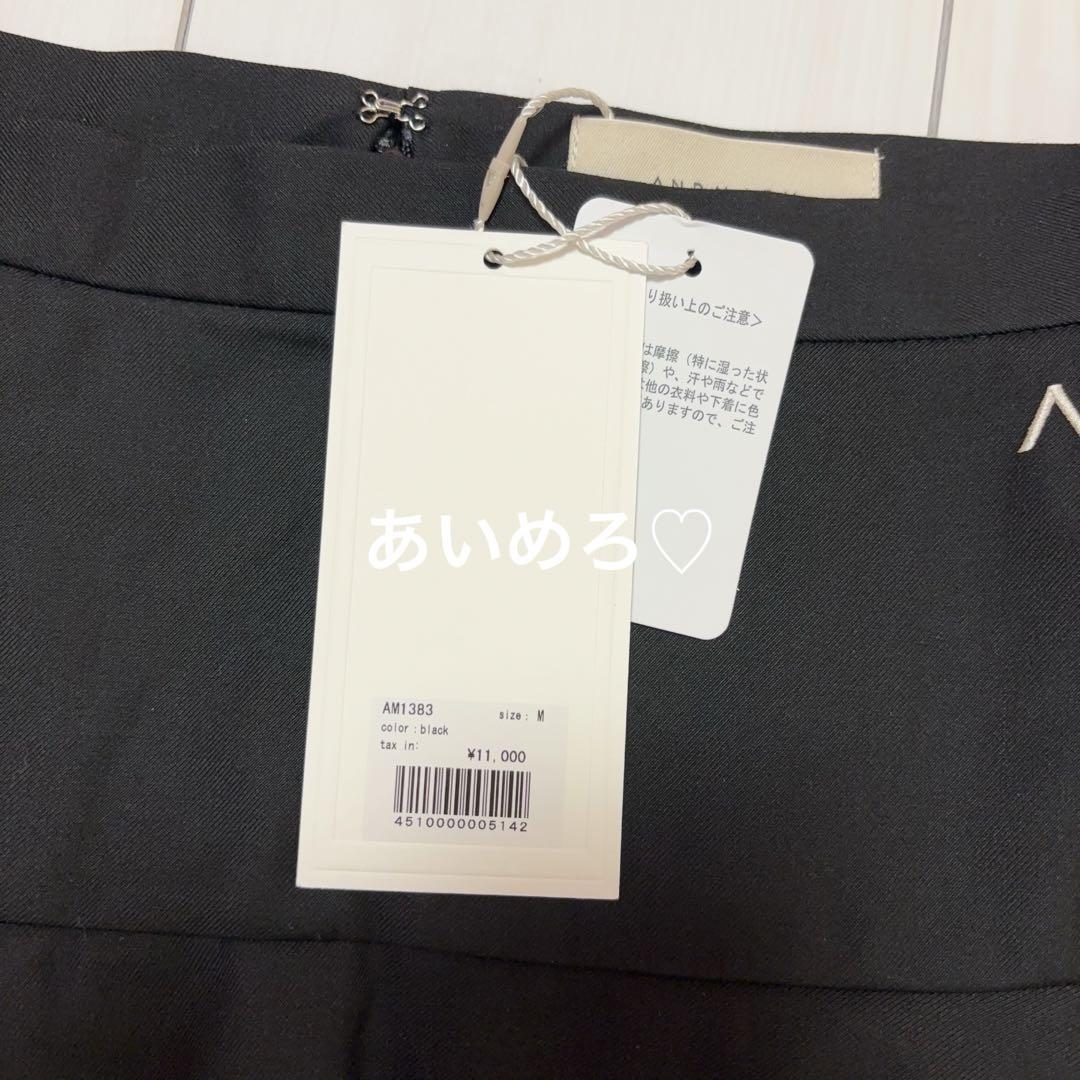 り扱い上のご注意＞
は摩擦（特に湿った状
擦）や、汗や雨などで
他の衣料や下着に色
ありますので、ご注
あいめろ♡
AM1383
size: M
color:black
tax in:
¥11,000
4510000005142